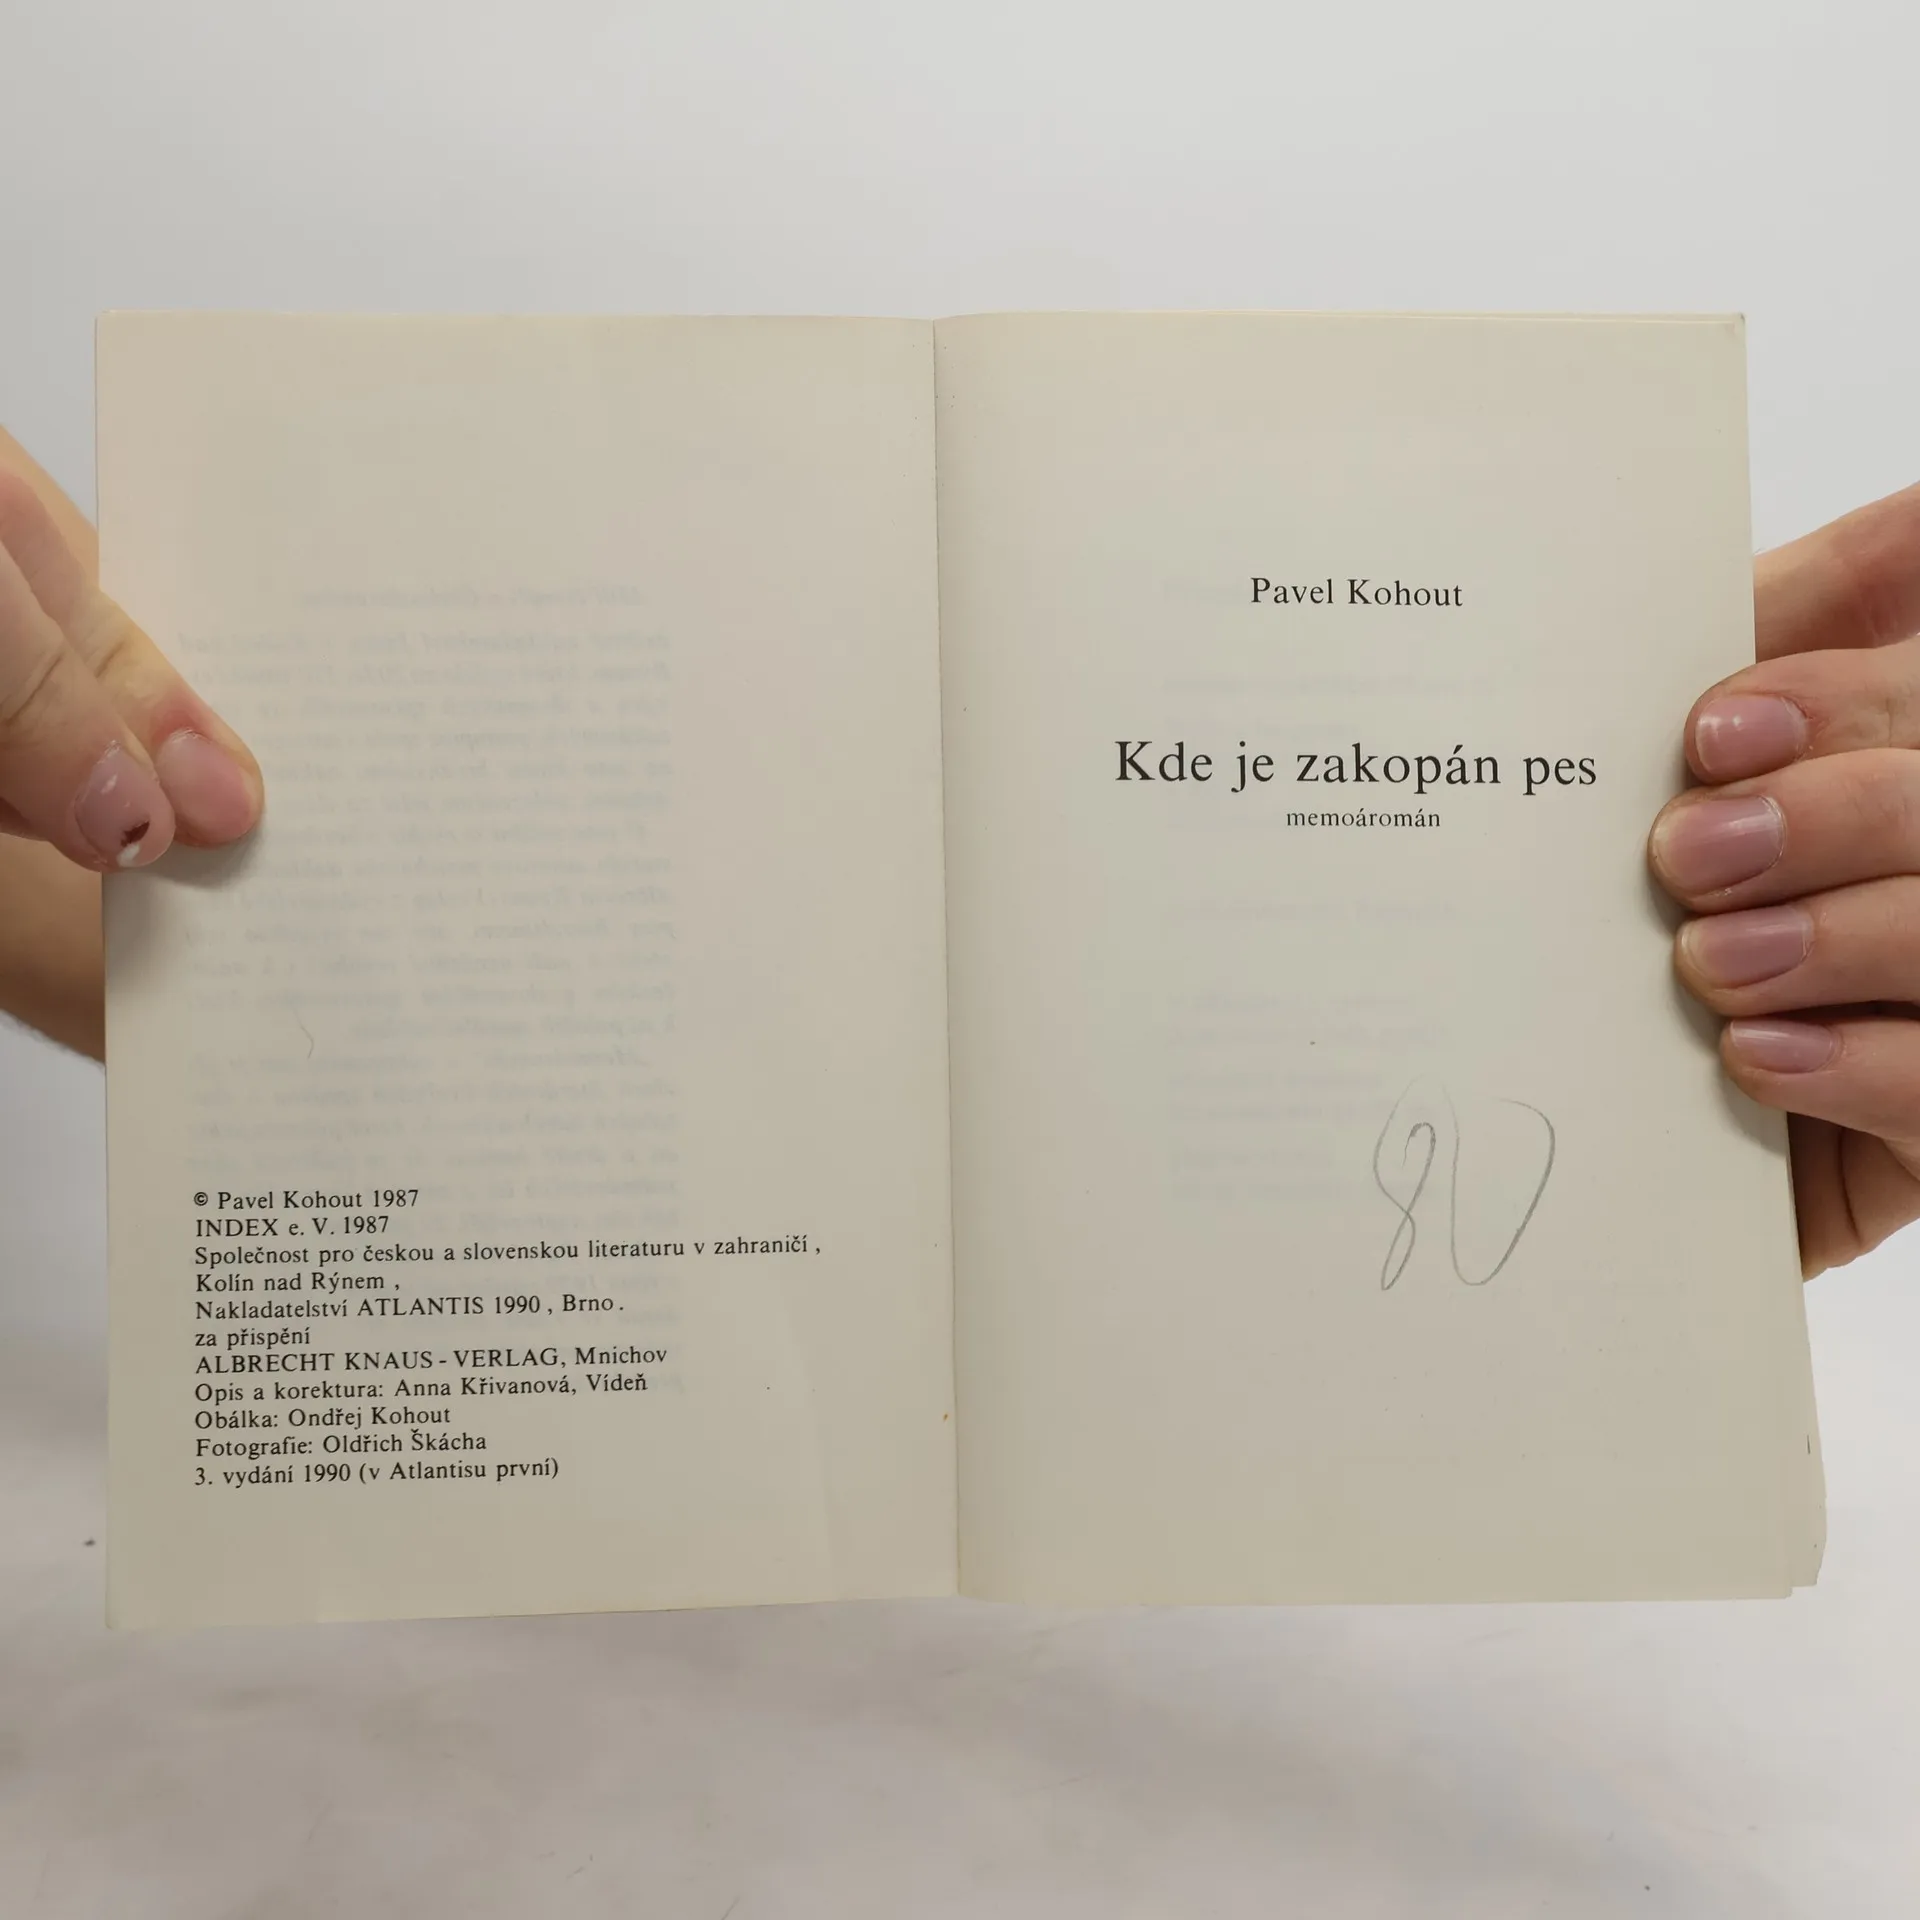 © Pavel Kohout 1987
INDEX e. V. 1987
Společnost pro českou a slovenskou literaturu v zahraničí ,
Kolín nad Rýnem ,
Nakladatelství ATLANTIS 1990 , Brno .
za přispění
ALBRECHT KNAUS - VERLAG, Mnichov
Opis a korektura: Anna Křivanová, Vídeň
Obálka: Ondřej Kohout
Fotografie: Oldřich Škácha
3. vydání 1990 (v Atlantisu první)
Pavel Kohout
Kde je zakopán pes
memoáromán
80